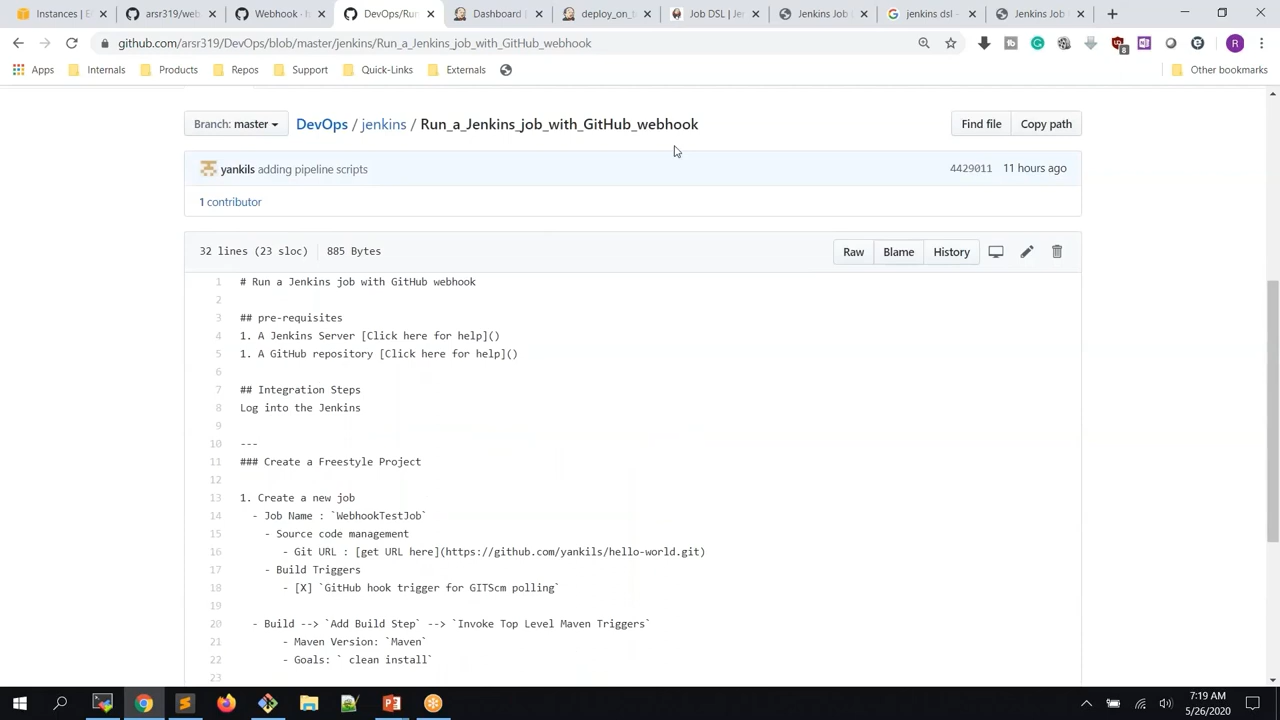 Instances | E
arsr319/web
Webhook - f
DevOps/Run
Dashboard [
deploy_on_t
Job DSL | Je
Jenkins Job
jenkins dsl -
Jenkins Job
github.com/arsr319/DevOps/blob/master/jenkins/Run_a_Jenkins_job_with_GitHub_webhook
8
R
Apps
Internals
Products
Repos
Support
Quick-Links
Externals
Other bookmarks
Branch: master
DevOps / jenkins / Run_a_Jenkins_job_with_GitHub_webhook
Find file
Copy path
yankils adding pipeline scripts
4429011 11 hours ago
1 contributor
32 lines (23 sloc) 885 Bytes
Raw
Blame
History
1 # Run a Jenkins job with GitHub webhook
2
3 ## pre-requisites
4 1. A Jenkins Server [Click here for help]()
5 1. A GitHub repository [Click here for help]()
6
7 ## Integration Steps
8 Log into the Jenkins
9
10 ---
11 ### Create a Freestyle Project
12
13 1. Create a new job
14 - Job Name : `WebhookTestJob`
15 - Source code management
16 - Git URL : [get URL here](https://github.com/yankils/hello-world.git)
17 - Build Triggers
18 - [X] `GitHub hook trigger for GITScm polling`
19
20 - Build --> `Add Build Step` --> `Invoke Top Level Maven Triggers`
21 - Maven Version: `Maven`
22 - Goals: ` clean install`
23
7:19 AM
5/26/2020